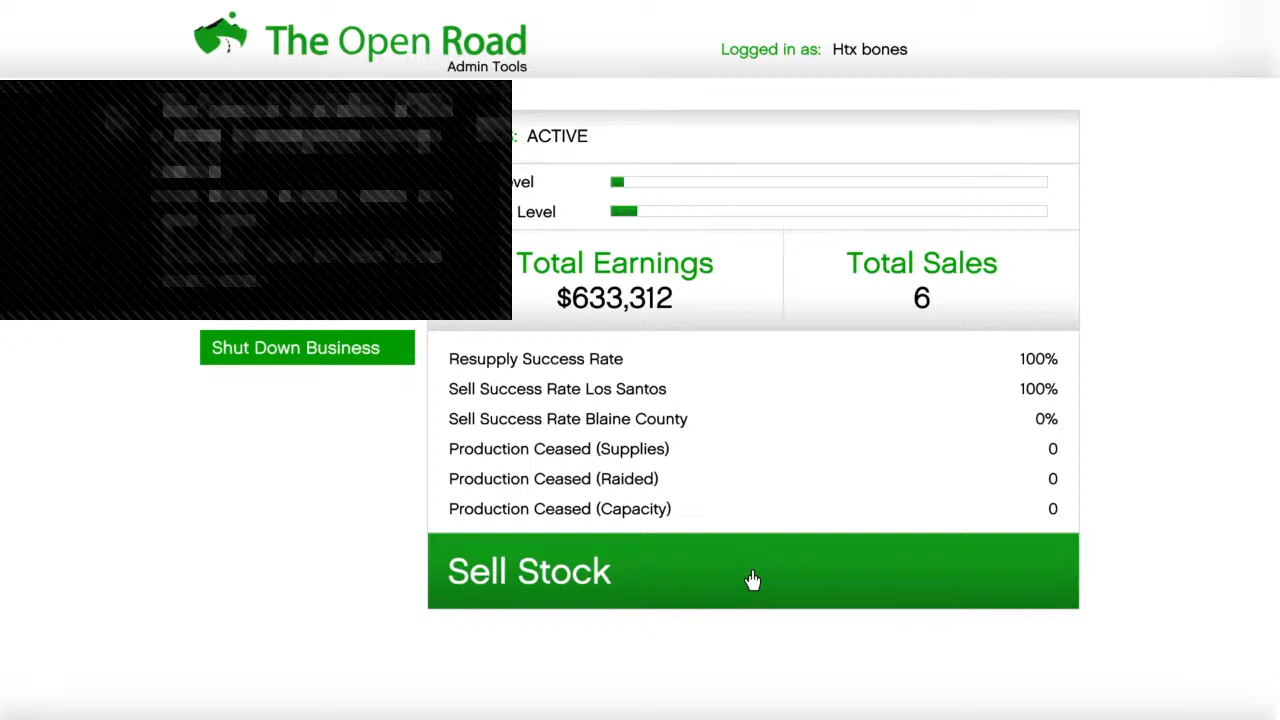 The Open Road
Admin Tools
Logged in as: Htx bones
: ACTIVE
Level
Total Earnings
$633,312
Total Sales
6
Shut Down Business
Resupply Success Rate 100%
Sell Success Rate Los Santos 100%
Sell Success Rate Blaine County 0%
Production Ceased (Supplies) 0
Production Ceased (Raided) 0
Production Ceased (Capacity) 0
Sell Stock